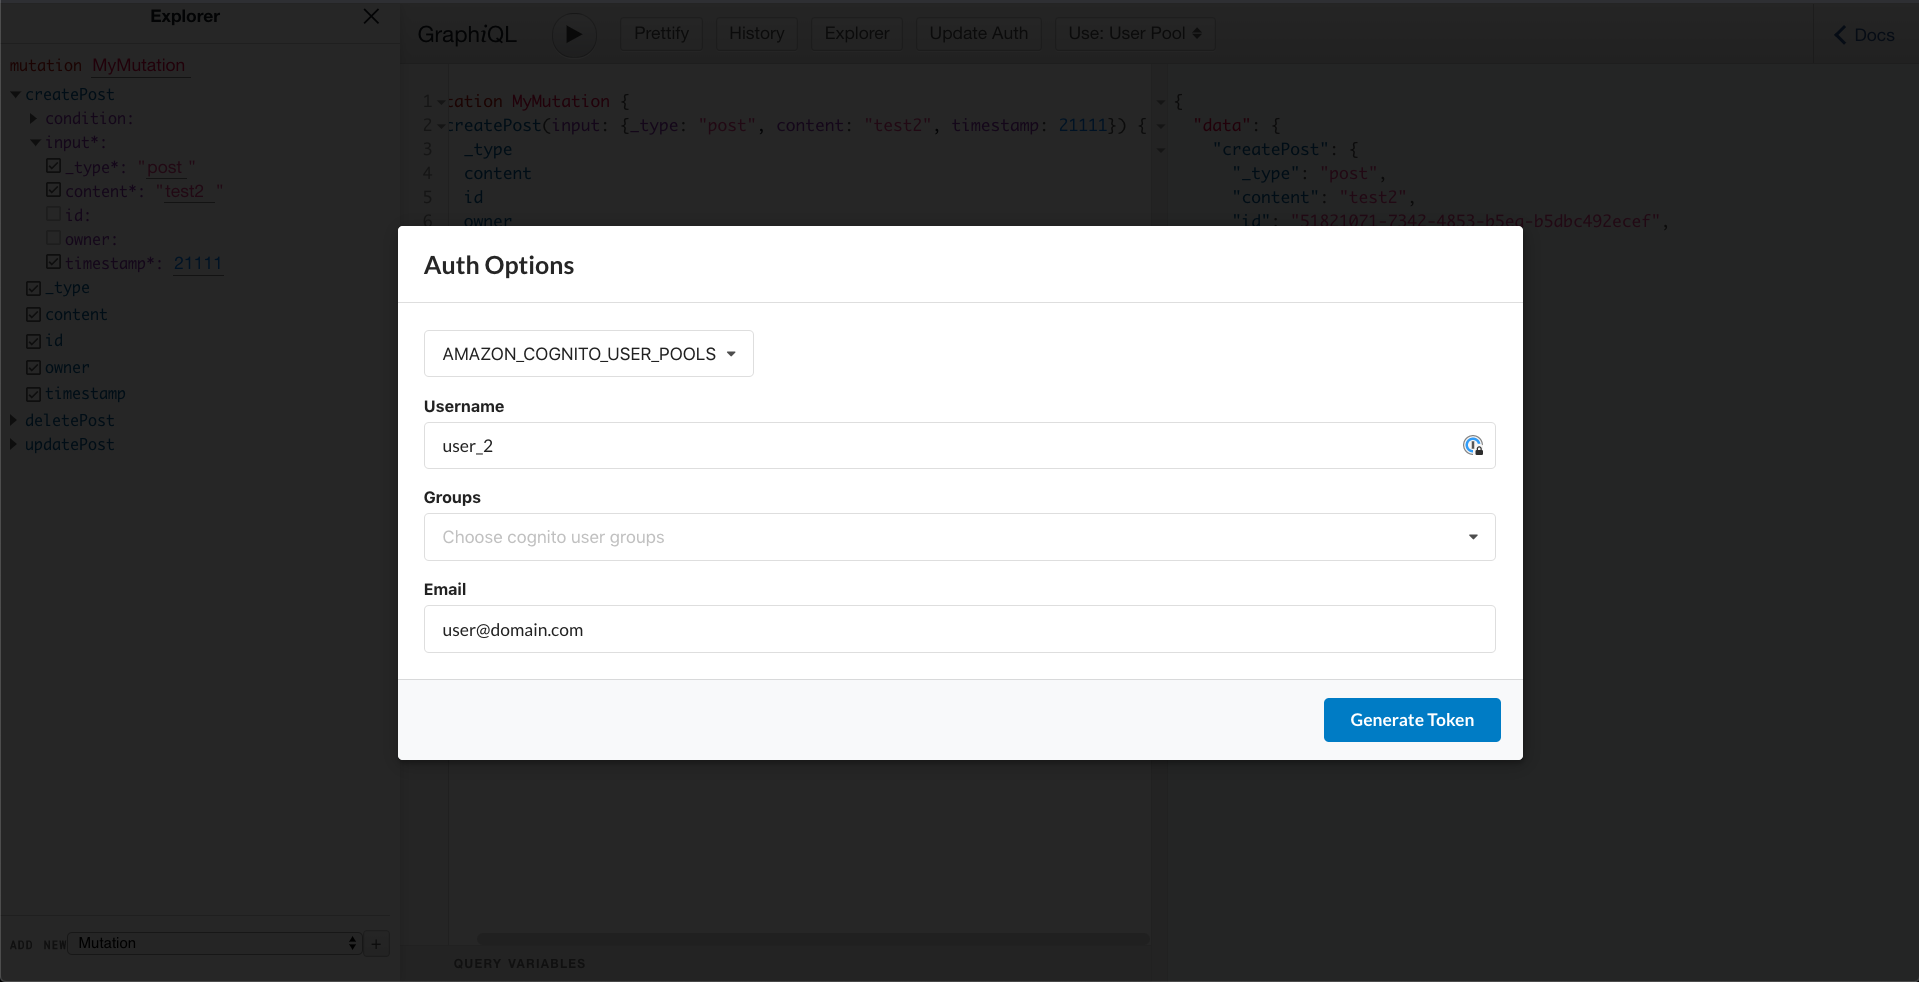 Explorer
mutation MyMutation
createPost
condition:
input*:
_type*: "post "
content*: "test2 "
id:
owner:
timestamp*: 21111
_type
content
id
owner
timestamp
deletePost
updatePost
ADD NEW Mutation +
GraphiQL
Prettify
History
Explorer
Update Auth
Use: User Pool
Docs
1 tation MyMutation {
2 createPost(input: {_type: "post", content: "test2", timestamp: 21111}) {
3 _type
4 content
5 id
6 owner
{
"data": {
"createPost": {
"_type": "post",
"content": "test2",
"id": "51821071-7342-4853-b5ea-b5dbc492ecef",
Auth Options
AMAZON_COGNITO_USER_POOLS
Username
user_2
Groups
Choose cognito user groups
Email
user@domain.com
Generate Token
QUERY VARIABLES